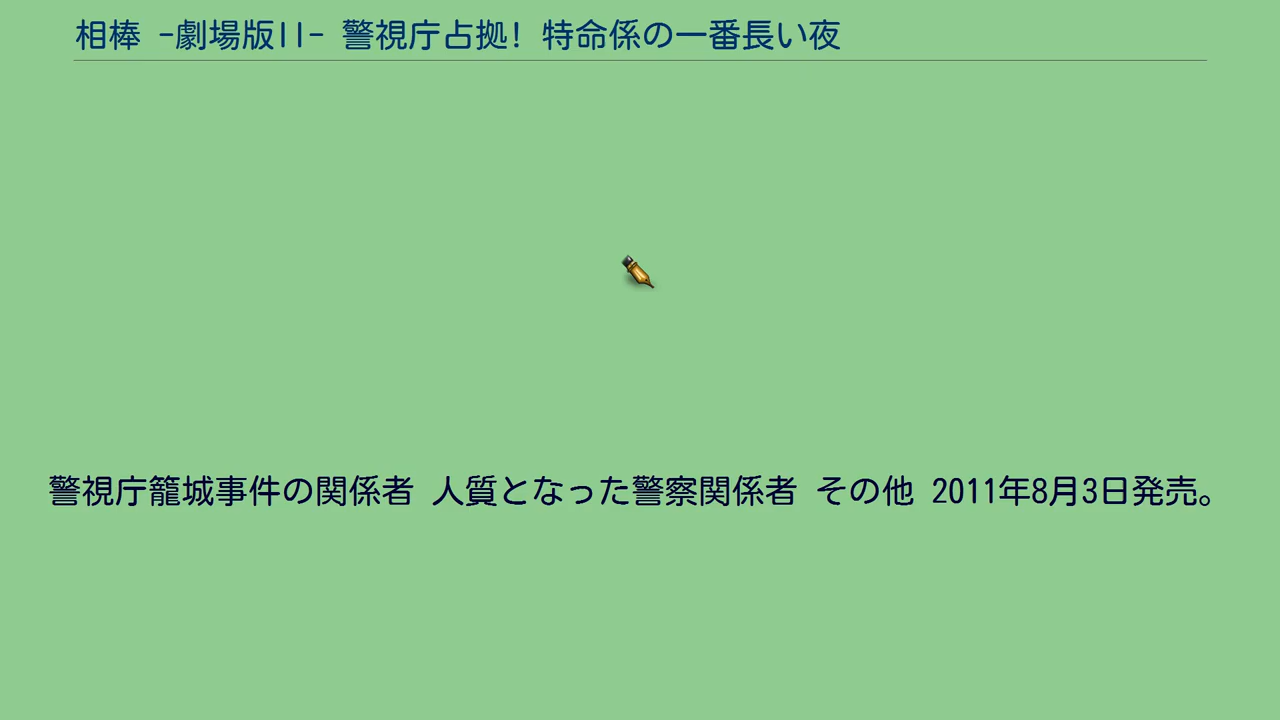 相棒 -劇場版II- 警視庁占拠! 特命係の一番長い夜
警視庁籠城事件の関係者 人質となった警察関係者 その他 2011年8月3日発売。